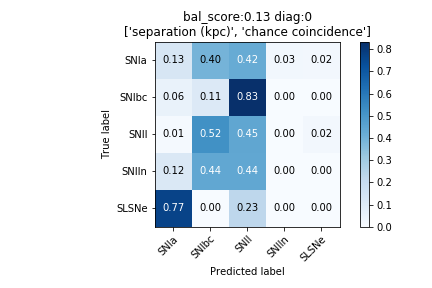 bal_score:0.13 diag:0
['separation (kpc)', 'chance coincidence']
True label
SNIa 0.13 0.40 0.42 0.03 0.02
SNIbc 0.06 0.11 0.83 0.00 0.00
SNII 0.01 0.52 0.45 0.00 0.02
SNIIn 0.12 0.44 0.44 0.00 0.00
SLSNe 0.77 0.00 0.23 0.00 0.00
SNIa SNIbc SNII SNIIn SLSNe
Predicted label
0.8
0.7
0.6
0.5
0.4
0.3
0.2
0.1
0.0